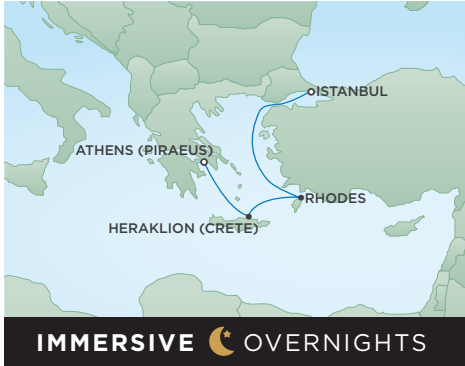 ISTANBUL
ATHENS (PIRAEUS)
RHODES
HERAKLION (CRETE)
IMMERSIVE OVERNIGHTS